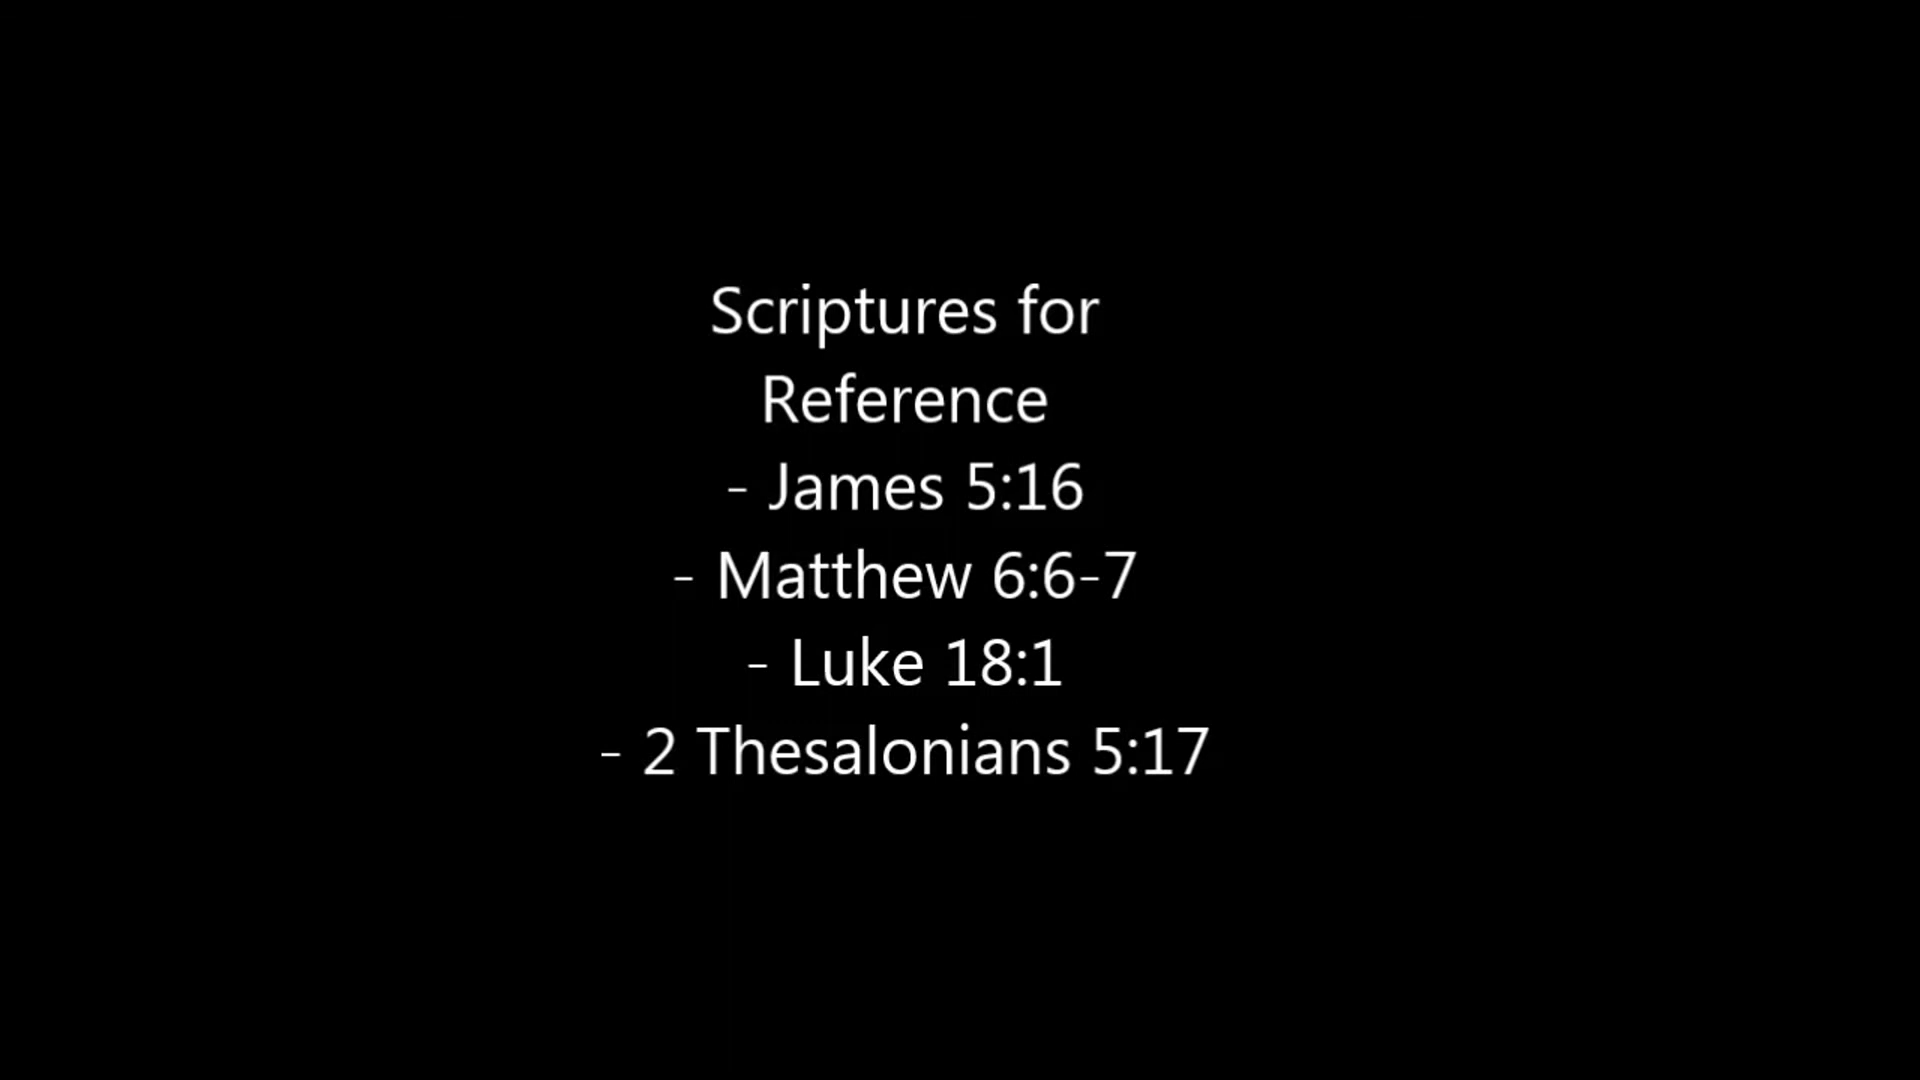 Scriptures for
Reference
- James 5:16
- Matthew 6:6-7
- Luke 18:1
- 2 Thesalonians 5:17